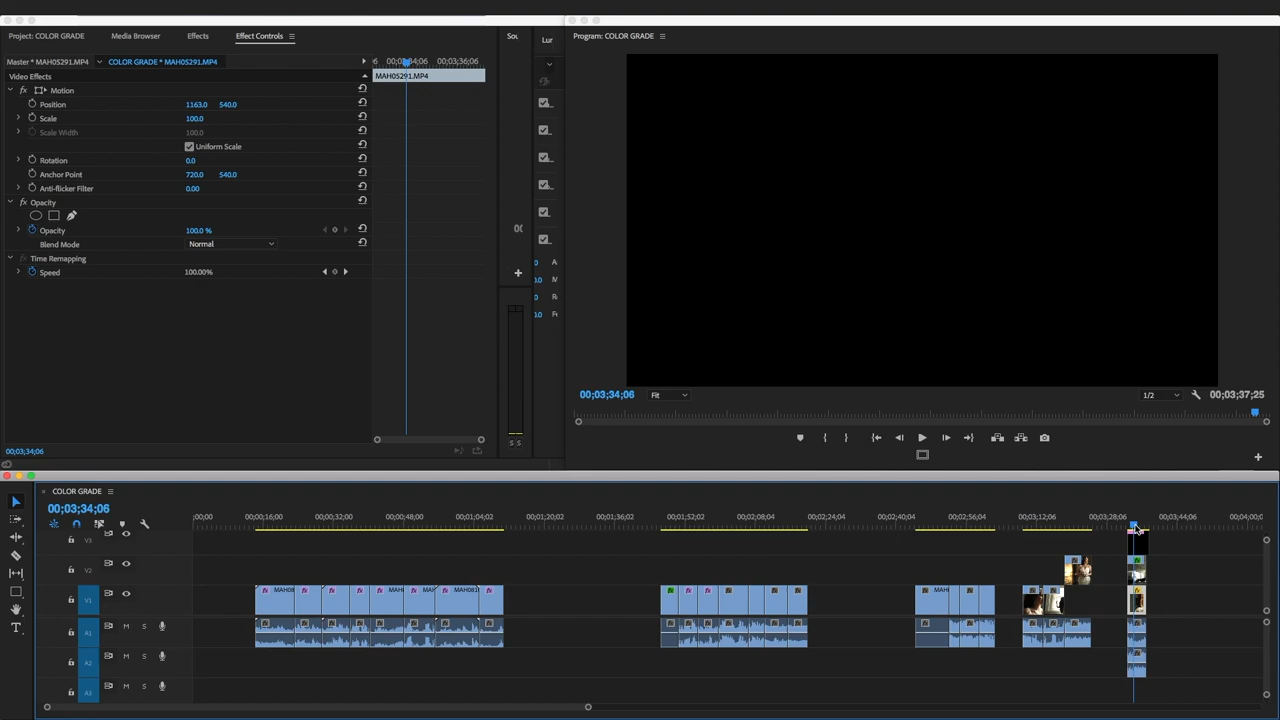 Project: COLOR GRADE
Media Browser
Effects
Effect Controls
Sou
Lur
Program: COLOR GRADE
Master * MAH0S291.MP4
COLOR GRADE * MAH0S291.MP4
00;03;36;06
MAH0S291.MP4
Video Effects
fx Motion
Position 1163.0 540.0
Scale 100.0
Scale Width 100.0
Uniform Scale
Rotation 0.0
Anchor Point 720.0 540.0
Anti-flicker Filter 0.00
fx Opacity
Opacity 100.0 %
Blend Mode Normal
fx Time Remapping
Speed 100.00%
00;03;34;06
S S
00;03;34;06
Fit
1/2
00;03;37;25
COLOR GRADE
00;03;34;06
;00;00
00;00;16;00
00;00;32;00
00;00;48;00
00;01;04;02
00;01;20;02
00;01;36;02
00;01;52;02
00;02;08;04
00;02;24;04
00;02;40;04
00;02;56;04
00;03;12;06
00;03;28;06
00;03;44;06
00;04;00;0
V3
V2
V1
A1 M S
A2 M S
A3 M S